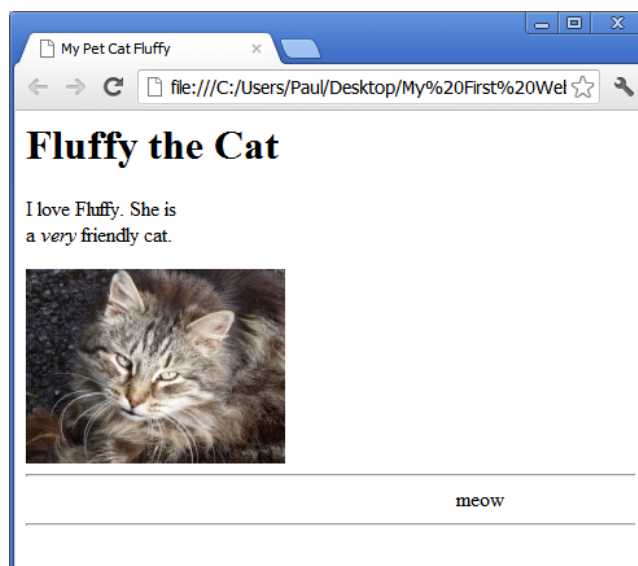 My Pet Cat Fluffy
file:///C:/Users/Paul/Desktop/My%20First%20Wel
Fluffy the Cat
I love Fluffy. She is
a very friendly cat.
meow